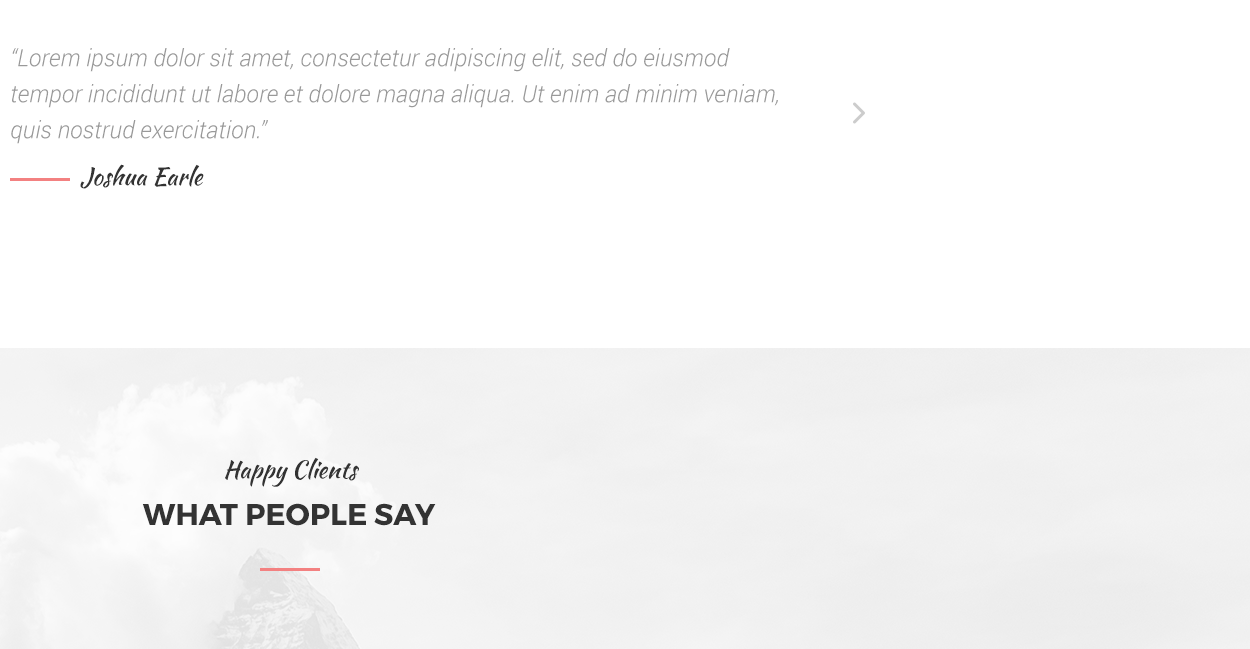 “Lorem ipsum dolor sit amet, consectetur adipiscing elit, sed do eiusmod
tempor incididunt ut labore et dolore magna aliqua. Ut enim ad minim veniam,
quis nostrud exercitation.”
Joshua Earle
Happy Clients
WHAT PEOPLE SAY